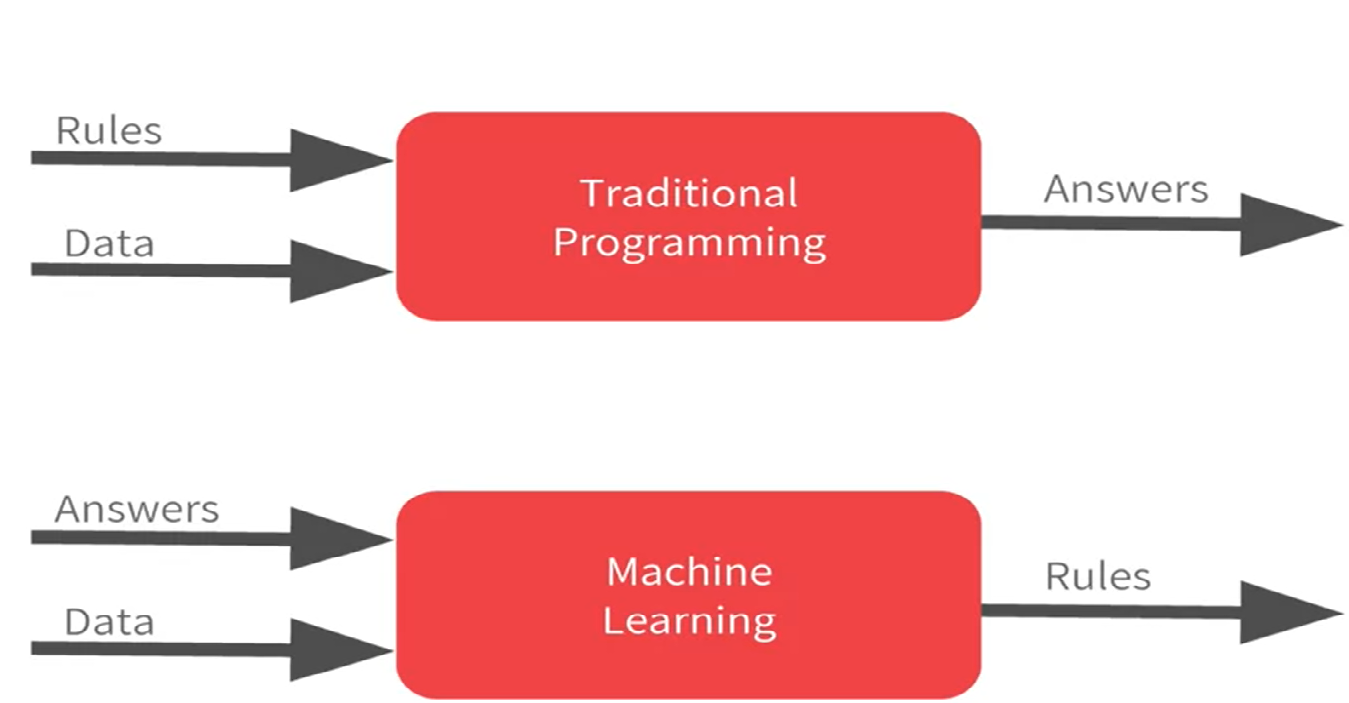 Rules
Data
Traditional
Programming
Answers
Answers
Data
Machine
Learning
Rules